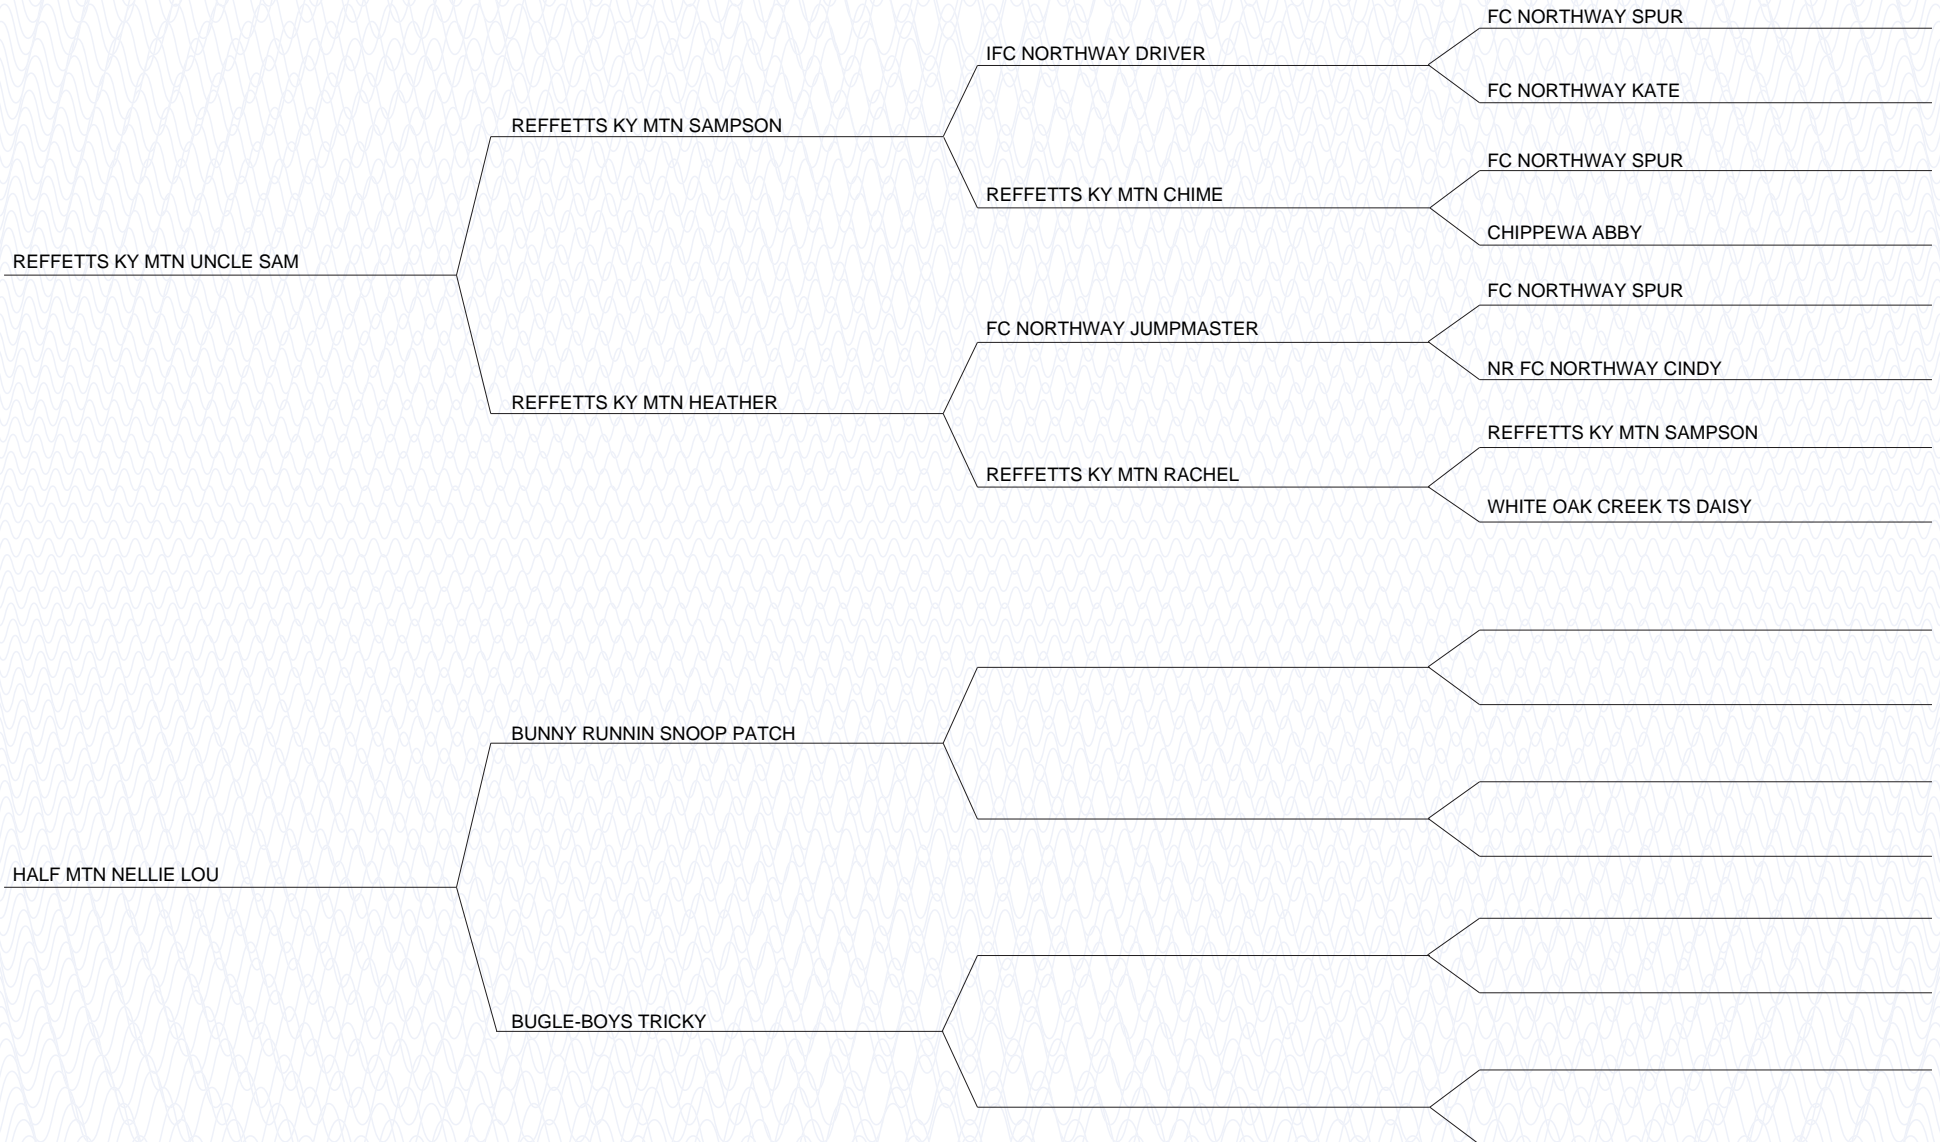 FC NORTHWAY SPUR
IFC NORTHWAY DRIVER
FC NORTHWAY KATE
REFFETTS KY MTN SAMPSON
FC NORTHWAY SPUR
REFFETTS KY MTN CHIME
CHIPPEWA ABBY
REFFETTS KY MTN UNCLE SAM
FC NORTHWAY SPUR
FC NORTHWAY JUMPMASTER
NR FC NORTHWAY CINDY
REFFETTS KY MTN HEATHER
REFFETTS KY MTN SAMPSON
REFFETTS KY MTN RACHEL
WHITE OAK CREEK TS DAISY
BUNNY RUNNIN SNOOP PATCH
HALF MTN NELLIE LOU
BUGLE-BOYS TRICKY